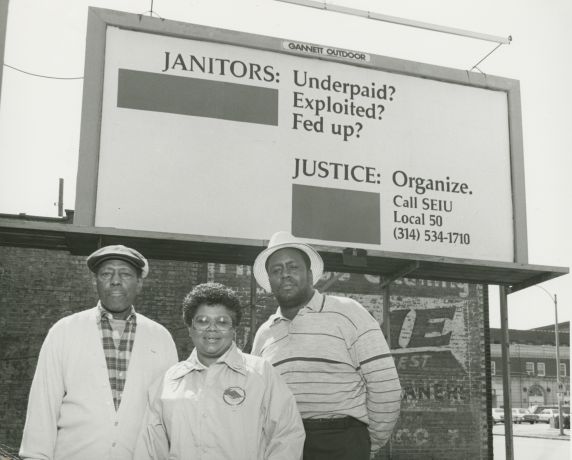 GANNETT OUTDOOR
JANITORS: Underpaid?
Exploited?
Fed up?
JUSTICE: Organize.
Call SEIU
Local 50
(314) 534-1710